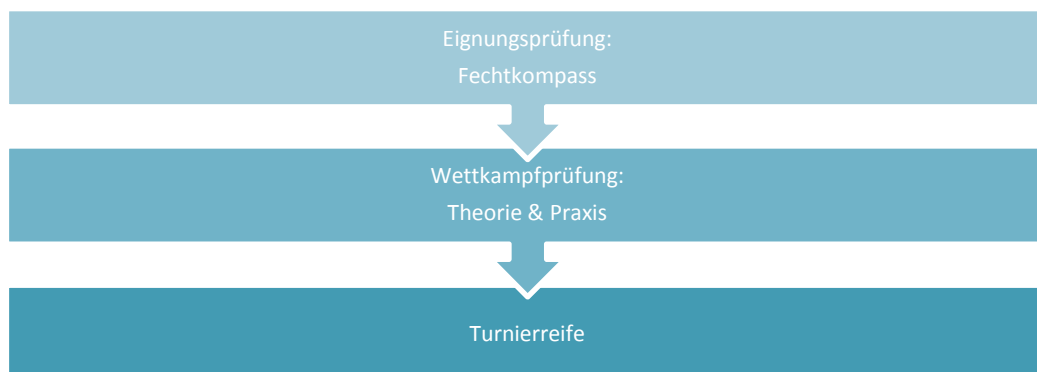 Eignungsprüfung:
Fechtkompass
Wettkampfprüfung:
Theorie & Praxis
Turnierreife